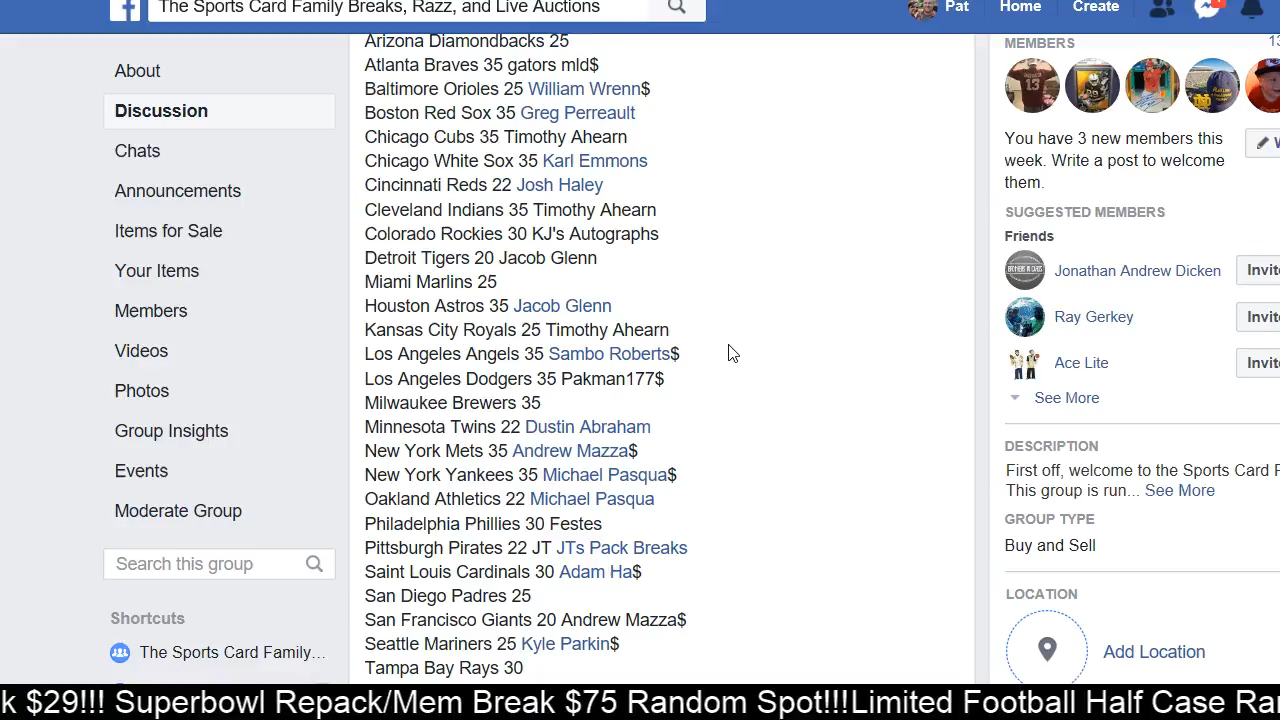 The Sports Card Family Breaks, Razz, and Live Auctions
Pat
Home
Create
About
Discussion
Chats
Announcements
Items for Sale
Your Items
Members
Videos
Photos
Group Insights
Events
Moderate Group
Search this group
Shortcuts
The Sports Card Family...
Arizona Diamondbacks 25
Atlanta Braves 35 gators mld$
Baltimore Orioles 25 William Wrenn$
Boston Red Sox 35 Greg Perreault
Chicago Cubs 35 Timothy Ahearn
Chicago White Sox 35 Karl Emmons
Cincinnati Reds 22 Josh Haley
Cleveland Indians 35 Timothy Ahearn
Colorado Rockies 30 KJ's Autographs
Detroit Tigers 20 Jacob Glenn
Miami Marlins 25
Houston Astros 35 Jacob Glenn
Kansas City Royals 25 Timothy Ahearn
Los Angeles Angels 35 Sambo Roberts$
Los Angeles Dodgers 35 Pakman177$
Milwaukee Brewers 35
Minnesota Twins 22 Dustin Abraham
New York Mets 35 Andrew Mazza$
New York Yankees 35 Michael Pasqua$
Oakland Athletics 22 Michael Pasqua
Philadelphia Phillies 30 Festes
Pittsburgh Pirates 22 JT JTs Pack Breaks
Saint Louis Cardinals 30 Adam Ha$
San Diego Padres 25
San Francisco Giants 20 Andrew Mazza$
Seattle Mariners 25 Kyle Parkin$
Tampa Bay Rays 30
MEMBERS
You have 3 new members this
week. Write a post to welcome
them.
SUGGESTED MEMBERS
Friends
Jonathan Andrew Dicken
Invite
Ray Gerkey
Invite
Ace Lite
Invite
See More
DESCRIPTION
First off, welcome to the Sports Card F
This group is run... See More
GROUP TYPE
Buy and Sell
LOCATION
Add Location
k $29!!! Superbowl Repack/Mem Break $75 Random Spot!!!Limited Football Half Case Ra